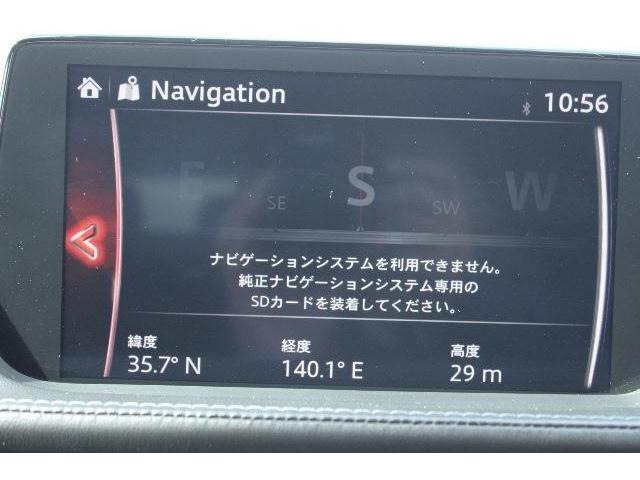 Navigation
10:56
E SE S SW W
ナビゲーションシステムを利用できません。
純正ナビゲーションシステム専用の
SDカードを装着してください。
緯度 経度 高度
35.7° N 140.1° E 29 m